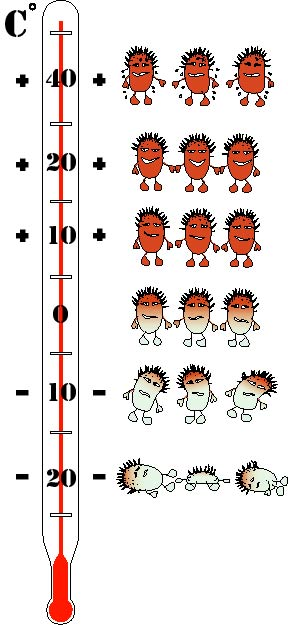 C°
+ 40 +
+ 20 +
+ 10 +
0
- 10 -
- 20 -